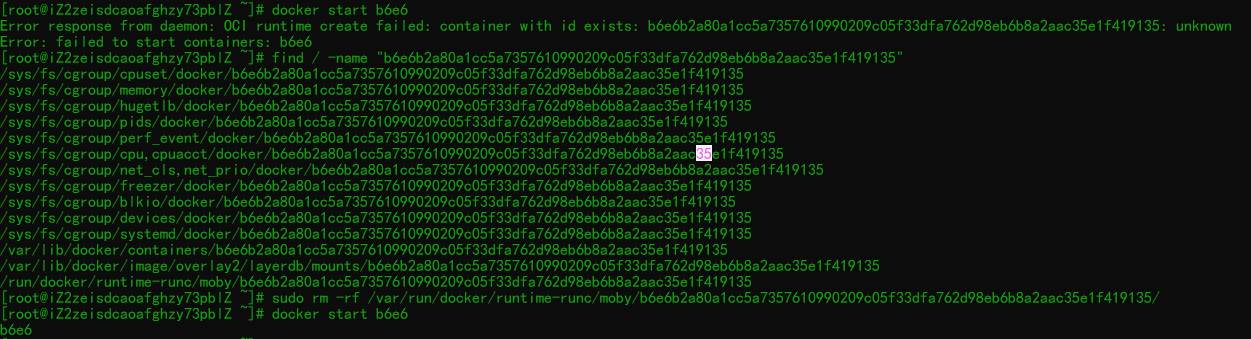 [root@iZ2zeisdcaoafghzy73pblZ ~]# docker start b6e6
Error response from daemon: OCI runtime create failed: container with id exists: b6e6b2a80a1cc5a7357610990209c05f33dfa762d98eb6b8a2aac35e1f419135: unknown
Error: failed to start containers: b6e6
[root@iZ2zeisdcaoafghzy73pblZ ~]# find / -name "b6e6b2a80a1cc5a7357610990209c05f33dfa762d98eb6b8a2aac35e1f419135"
/sys/fs/cgroup/cpuset/docker/b6e6b2a80a1cc5a7357610990209c05f33dfa762d98eb6b8a2aac35e1f419135
/sys/fs/cgroup/memory/docker/b6e6b2a80a1cc5a7357610990209c05f33dfa762d98eb6b8a2aac35e1f419135
/sys/fs/cgroup/hugetlb/docker/b6e6b2a80a1cc5a7357610990209c05f33dfa762d98eb6b8a2aac35e1f419135
/sys/fs/cgroup/pids/docker/b6e6b2a80a1cc5a7357610990209c05f33dfa762d98eb6b8a2aac35e1f419135
/sys/fs/cgroup/perf_event/docker/b6e6b2a80a1cc5a7357610990209c05f33dfa762d98eb6b8a2aac35e1f419135
/sys/fs/cgroup/cpu,cpuacct/docker/b6e6b2a80a1cc5a7357610990209c05f33dfa762d98eb6b8a2aac35e1f419135
/sys/fs/cgroup/net_cls,net_prio/docker/b6e6b2a80a1cc5a7357610990209c05f33dfa762d98eb6b8a2aac35e1f419135
/sys/fs/cgroup/freezer/docker/b6e6b2a80a1cc5a7357610990209c05f33dfa762d98eb6b8a2aac35e1f419135
/sys/fs/cgroup/blkio/docker/b6e6b2a80a1cc5a7357610990209c05f33dfa762d98eb6b8a2aac35e1f419135
/sys/fs/cgroup/devices/docker/b6e6b2a80a1cc5a7357610990209c05f33dfa762d98eb6b8a2aac35e1f419135
/sys/fs/cgroup/systemd/docker/b6e6b2a80a1cc5a7357610990209c05f33dfa762d98eb6b8a2aac35e1f419135
/var/lib/docker/containers/b6e6b2a80a1cc5a7357610990209c05f33dfa762d98eb6b8a2aac35e1f419135
/var/lib/docker/image/overlay2/layerdb/mounts/b6e6b2a80a1cc5a7357610990209c05f33dfa762d98eb6b8a2aac35e1f419135
/run/docker/runtime-runc/moby/b6e6b2a80a1cc5a7357610990209c05f33dfa762d98eb6b8a2aac35e1f419135
[root@iZ2zeisdcaoafghzy73pblZ ~]# sudo rm -rf /var/run/docker/runtime-runc/moby/b6e6b2a80a1cc5a7357610990209c05f33dfa762d98eb6b8a2aac35e1f419135/
[root@iZ2zeisdcaoafghzy73pblZ ~]# docker start b6e6
b6e6